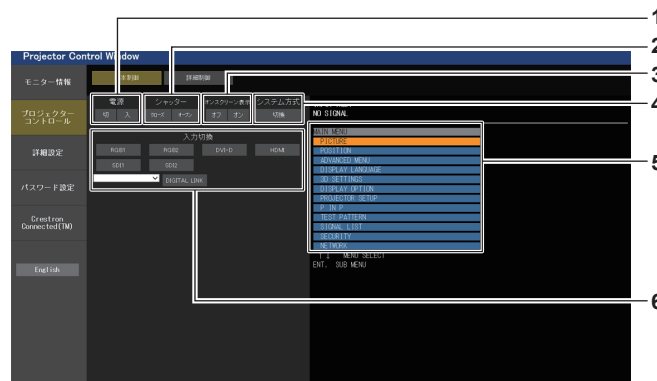 1
2
3
4
5
6
Projector Control Window
モニター情報
プロジェクター
コントロール
詳細設定
パスワード設定
Crestron
Connected(TM)
English
本制御
詳細制御
電源
切 入
シャッター
クローズ オープン
オンスクリーン表示
オフ オン
システム方式
切換
入力切換
RGB1 RGB2 DVI-D HDMI
SDI1 SDI2
DIGITAL LINK
NO SIGNAL
MAIN MENU
PICTURE
POSITION
ADVANCED MENU
DISPLAY LANGUAGE
3D SETTINGS
DISPLAY OPTION
PROJECTOR SETUP
P IN P
TEST PATTERN
SIGNAL LIST
SECURITY
NETWORK
MENU SELECT
ENT. SUB MENU